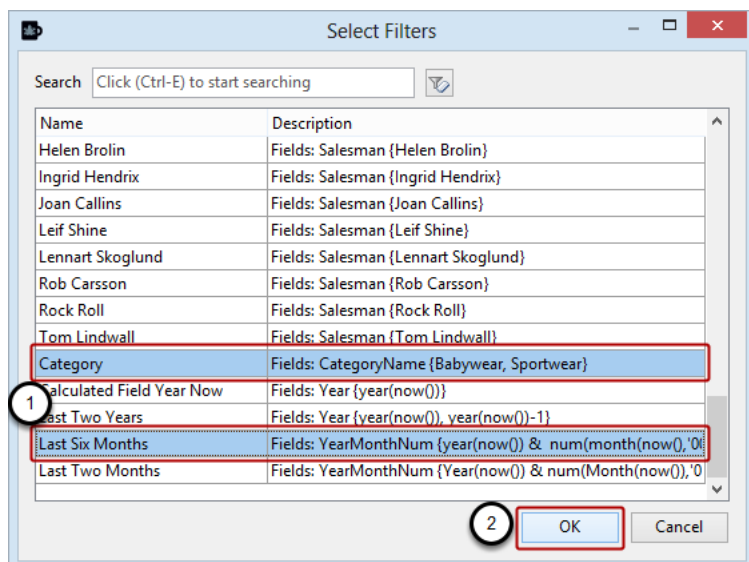 Select Filters
Search Click (Ctrl-E) to start searching
Name Description
Helen Brolin Fields: Salesman {Helen Brolin}
Ingrid Hendrix Fields: Salesman {Ingrid Hendrix}
Joan Callins Fields: Salesman {Joan Callins}
Leif Shine Fields: Salesman {Leif Shine}
Lennart Skoglund Fields: Salesman {Lennart Skoglund}
Rob Carsson Fields: Salesman {Rob Carsson}
Rock Roll Fields: Salesman {Rock Roll}
Tom Lindwall Fields: Salesman {Tom Lindwall}
Category Fields: CategoryName {Babywear, Sportwear}
Calculated Field Year Now Fields: Year {year(now())}
1
Last Two Years Fields: Year {year(now()), year(now())-1}
Last Six Months Fields: YearMonthNum {year(now()) & num(month(now(),'00
Last Two Months Fields: YearMonthNum {Year(now()) & num(Month(now()),'0
2 OK Cancel